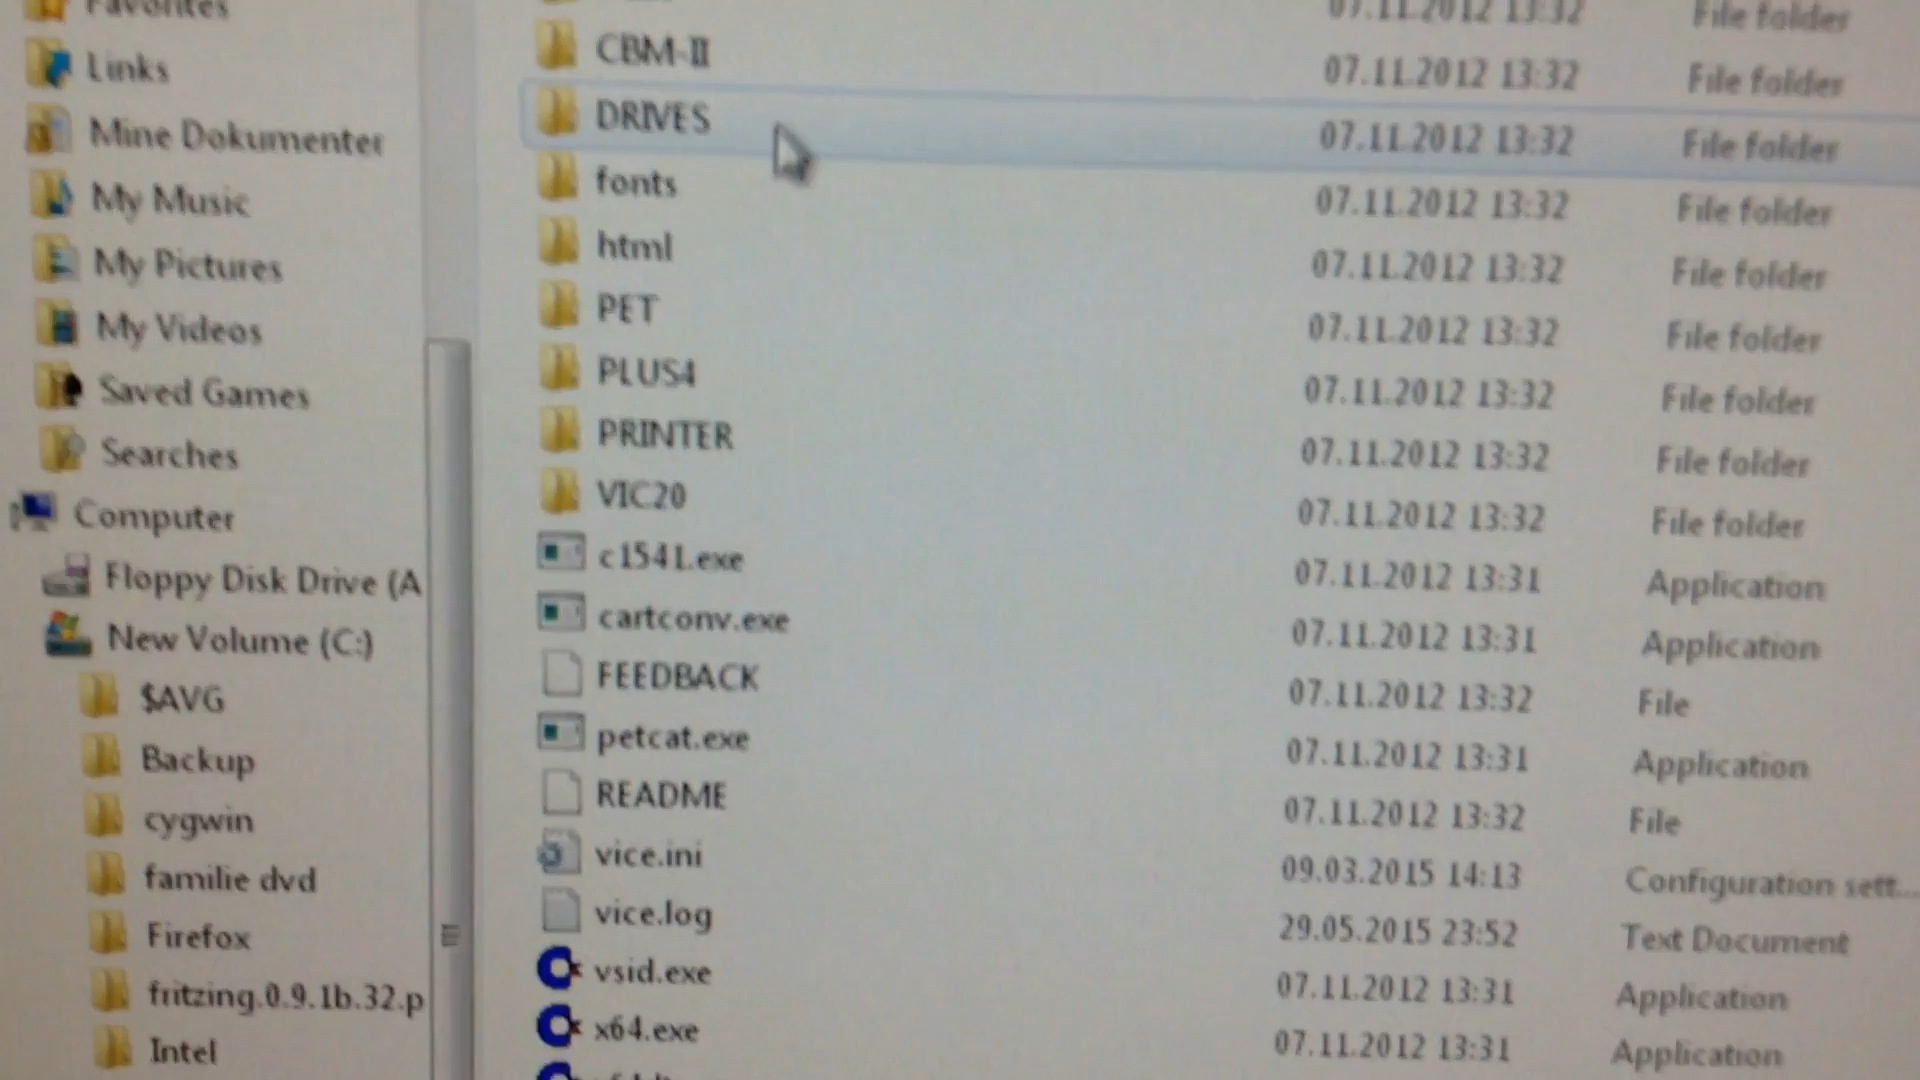 Favorites
Links
Mine Dokumenter
My Music
My Pictures
My Videos
Saved Games
Searches
Computer
Floppy Disk Drive (A
New Volume (C:)
$AVG
Backup
cygwin
familie dvd
Firefox
fritzing.0.9.1b.32.p
Intel
07.11.2012 13:32 File folder
CBM-II 07.11.2012 13:32 File folder
DRIVES 07.11.2012 13:32 File folder
fonts 07.11.2012 13:32 File folder
html 07.11.2012 13:32 File folder
PET 07.11.2012 13:32 File folder
PLUS4 07.11.2012 13:32 File folder
PRINTER 07.11.2012 13:32 File folder
VIC20 07.11.2012 13:32 File folder
c1541.exe 07.11.2012 13:31 Application
cartconv.exe 07.11.2012 13:31 Application
FEEDBACK 07.11.2012 13:32 File
petcat.exe 07.11.2012 13:31 Application
README 07.11.2012 13:32 File
vice.ini 09.03.2015 14:13 Configuration sett...
vice.log 29.05.2015 23:52 Text Document
vsid.exe 07.11.2012 13:31 Application
x64.exe 07.11.2012 13:31 Application